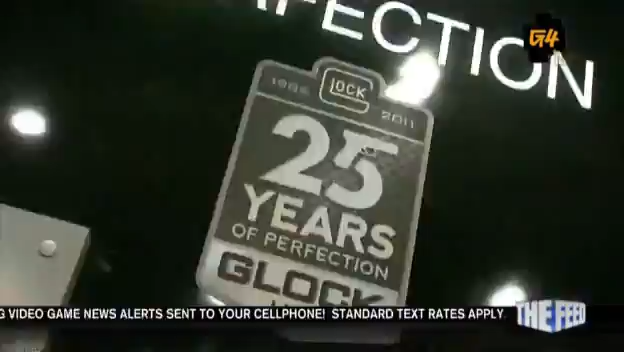 ERFECTION
G4
GLOCK
1986 2011
25
YEARS
OF PERFECTION
GLOCK
G VIDEO GAME NEWS ALERTS SENT TO YOUR CELLPHONE! STANDARD TEXT RATES APPLY
THE FEED